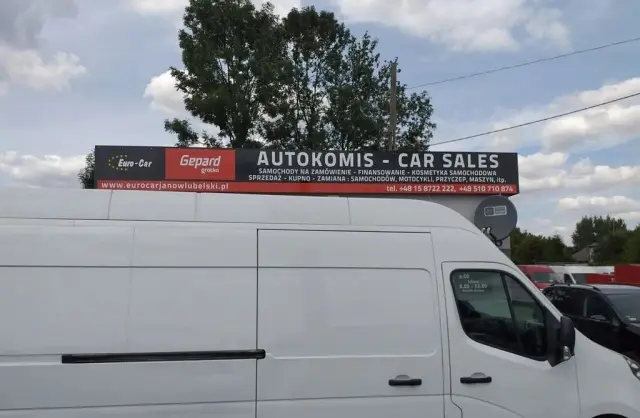 Euro-Car
Gepard
grotko
AUTOKOMIS - CAR SALES
SAMOCHODY NA ZAMÓWIENIE - FINANSOWANIE - KOSMETYKA SAMOCHODOWA
SPRZEDAŻ - KUPNO - ZAMIANA : SAMOCHODÓW, MOTOCYKLI, PRZYCZEP, MASZYN, itp.
www.eurocarjanowlubelski.pl
tel. +48 15 8722 222, +48 510 710 874